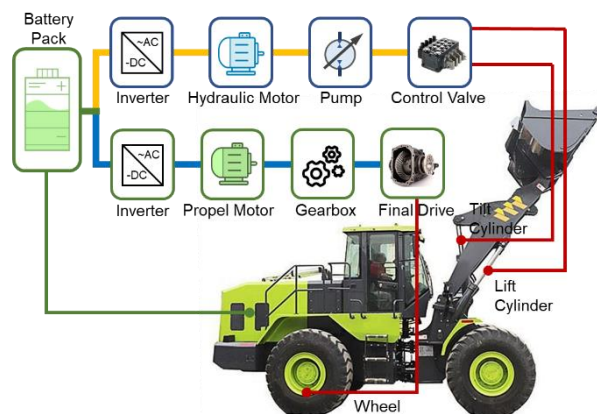 Battery
Pack
~AC
-DC
Inverter
Hydraulic Motor
Pump
Control Valve
~AC
-DC
Inverter
Propel Motor
Gearbox
Final Drive
Tilt
Cylinder
Lift
Cylinder
Wheel